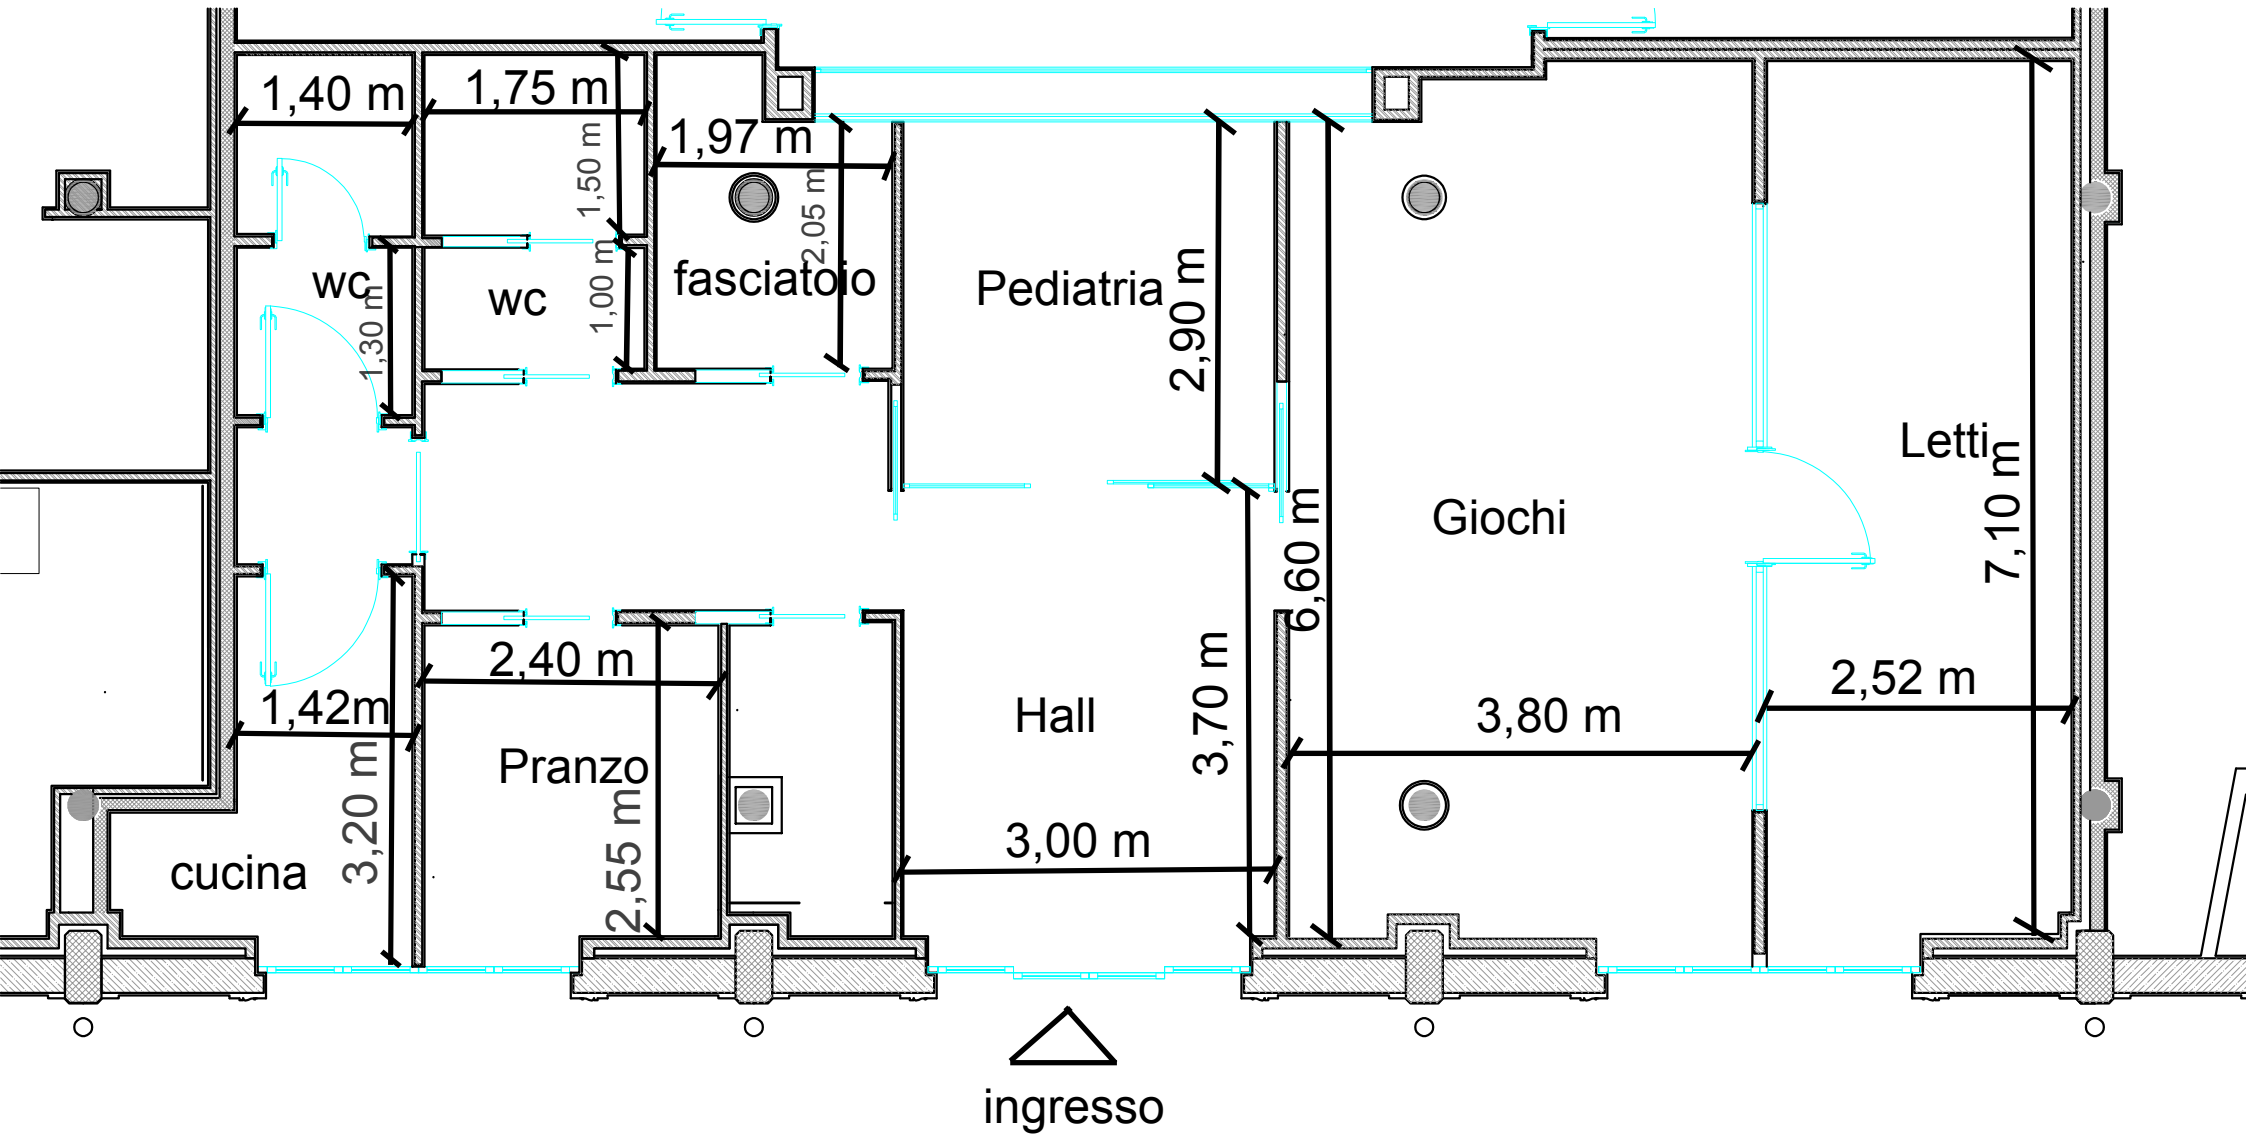 1,40 m
1,75 m
1,50 m
1,97 m
2,05 m
wc
1,30 m
wc
1,00 m
fasciatoio
Pediatria
2,90 m
Letti
7,10 m
Giochi
6,60 m
2,40 m
1,42m
3,20 m
Pranzo
2,55 m
Hall
3,70 m
3,80 m
2,52 m
3,00 m
cucina
ingresso